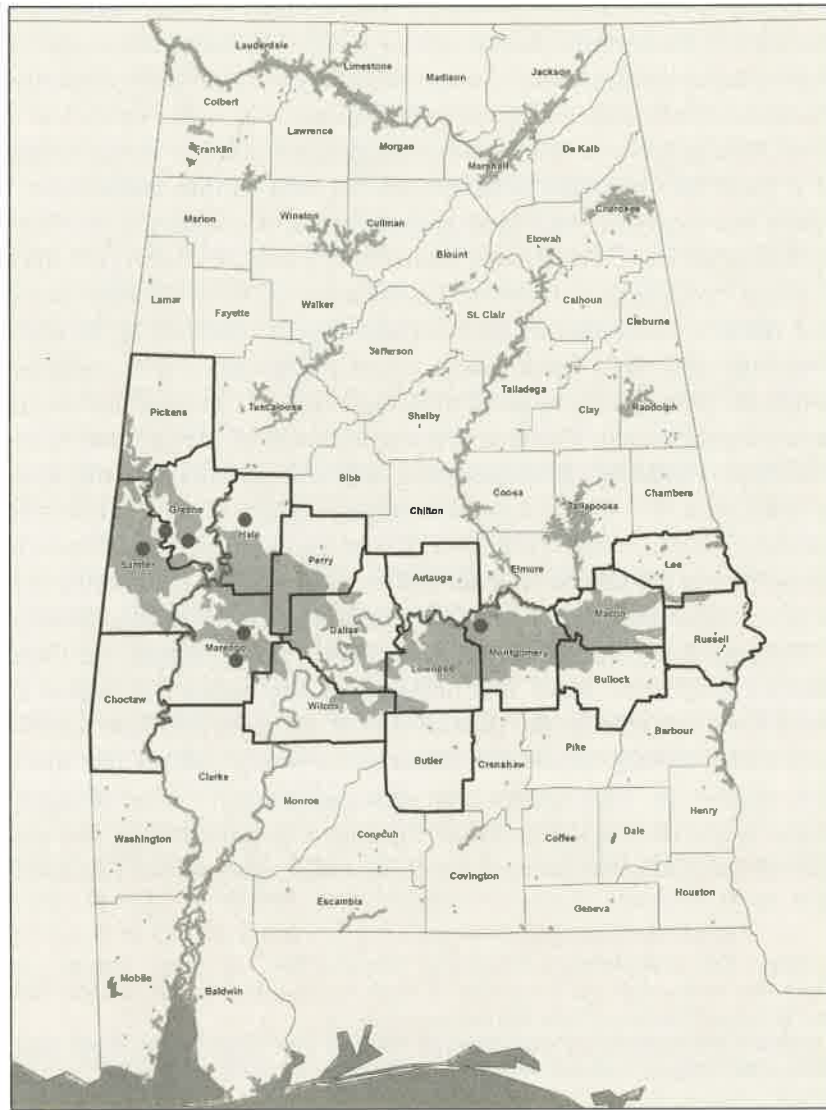 Lauderdale
Limestone
Madison
Jackson
Colbert
Lawrence
Franklin
Morgan
Marshall
De Kalb
Marion
Winston
Cullman
Cherokee
Etowah
Blount
Lamar
Fayette
Walker
St. Clair
Calhoun
Cleburne
Jefferson
Pickens
Tuscaloosa
Talladega
Clay
Randolph
Shelby
Bibb
Greene
Hale
Chilton
Coosa
Tallapoosa
Chambers
Sumter
Perry
Autauga
Elmore
Lee
Macon
Dallas
Marengo
Lowndes
Montgomery
Russell
Bullock
Choctaw
Wilcox
Butler
Crenshaw
Pike
Barbour
Clarke
Monroe
Washington
Conecuh
Coffee
Dale
Henry
Covington
Escambia
Geneva
Houston
Mobile
Baldwin